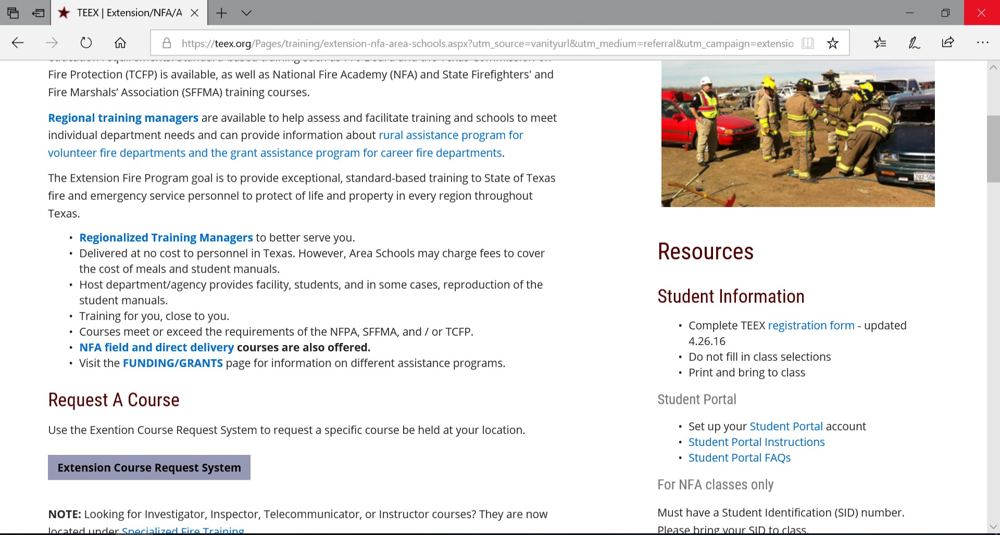 TEEX | Extension/NFA/A
https://teex.org/Pages/training/extension-nfa-area-schools.aspx?utm_source=vanityurl&utm_medium=referral&utm_campaign=extensio
education requirements. Standard-based training such as Pro Board and the Texas Commission on
Fire Protection (TCFP) is available, as well as National Fire Academy (NFA) and State Firefighters' and
Fire Marshals’ Association (SFFMA) training courses.
Regional training managers are available to help assess and facilitate training and schools to meet
individual department needs and can provide information about rural assistance program for
volunteer fire departments and the grant assistance program for career fire departments.
The Extension Fire Program goal is to provide exceptional, standard-based training to State of Texas
fire and emergency service personnel to protect of life and property in every region throughout
Texas.
• Regionalized Training Managers to better serve you.
• Delivered at no cost to personnel in Texas. However, Area Schools may charge fees to cover
the cost of meals and student manuals.
• Host department/agency provides facility, students, and in some cases, reproduction of the
student manuals.
• Training for you, close to you.
• Courses meet or exceed the requirements of the NFPA, SFFMA, and / or TCFP.
• NFA field and direct delivery courses are also offered.
• Visit the FUNDING/GRANTS page for information on different assistance programs.
Request A Course
Use the Exention Course Request System to request a specific course be held at your location.
Extension Course Request System
NOTE: Looking for Investigator, Inspector, Telecommunicator, or Instructor courses? They are now
located under Specialized Fire Training
Resources
Student Information
• Complete TEEX registration form - updated
4.26.16
• Do not fill in class selections
• Print and bring to class
Student Portal
• Set up your Student Portal account
• Student Portal Instructions
• Student Portal FAQs
For NFA classes only
Must have a Student Identification (SID) number.
Please bring your SID to class.